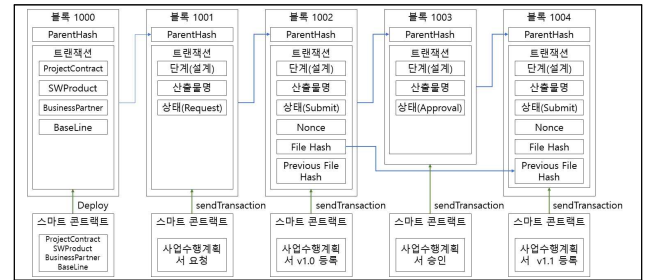 블록 1000
ParentHash
트랜잭션
ProjectContract
SWProduct
BusinessPartner
BaseLine
Deploy
스마트 콘트랙트
ProjectContract
SWProduct
BusinessPartner
BaseLine
블록 1001
ParentHash
트랜잭션
단계(설계)
산출물명
상태(Request)
sendTransaction
스마트 콘트랙트
사업수행계획
서 요청
블록 1002
ParentHash
트랜잭션
단계(설계)
산출물명
상태(Submit)
Nonce
File Hash
Previous File
Hash
sendTransaction
스마트 콘트랙트
사업수행계획
서 v1.0 등록
블록 1003
ParentHash
트랜잭션
단계(설계)
산출물명
상태(Approval)
sendTransaction
스마트 콘트랙트
사업수행계획
서 승인
블록 1004
ParentHash
트랜잭션
단계(설계)
산출물명
상태(Submit)
Nonce
File Hash
Previous File
Hash
sendTransaction
스마트 콘트랙트
사업수행계획
서 v1.1 등록